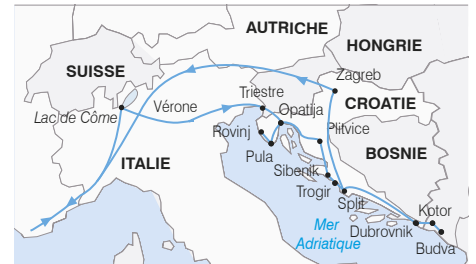 AUTRICHE
HONGRIE
SUISSE
Zagreb
Triestre
Lac de Côme
Vérone
Opatija
CROATIE
Rovinj
Plitvice
Pula
BOSNIE
ITALIE
Sibenik
Trogir
Split
Kotor
Mer
Adriatique
Dubrovnik
Budva